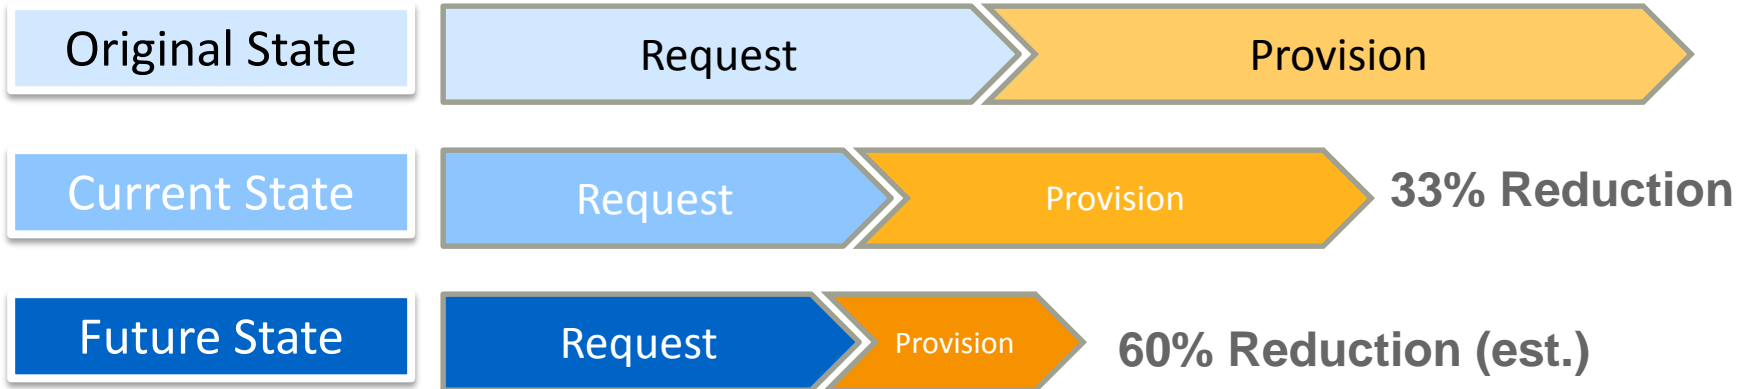 Original State
Request
Provision
Current State
Request
Provision
33% Reduction
Future State
Request
Provision
60% Reduction (est.)